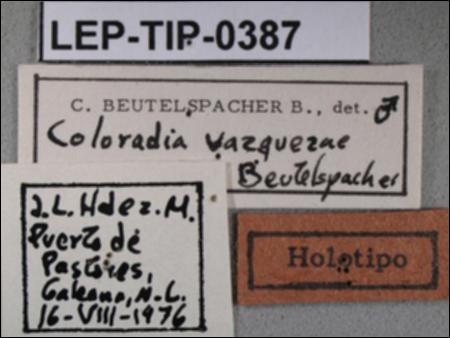 LEP-TIP-0387
C. BEUTELSPACHER B., det. ♂
Coloradia vazquezae
Beutelspacher
J.L. Hdez. M.
Puerto de
Pastores,
Galeana, N-L.
16-VIII-1976
Holotipo